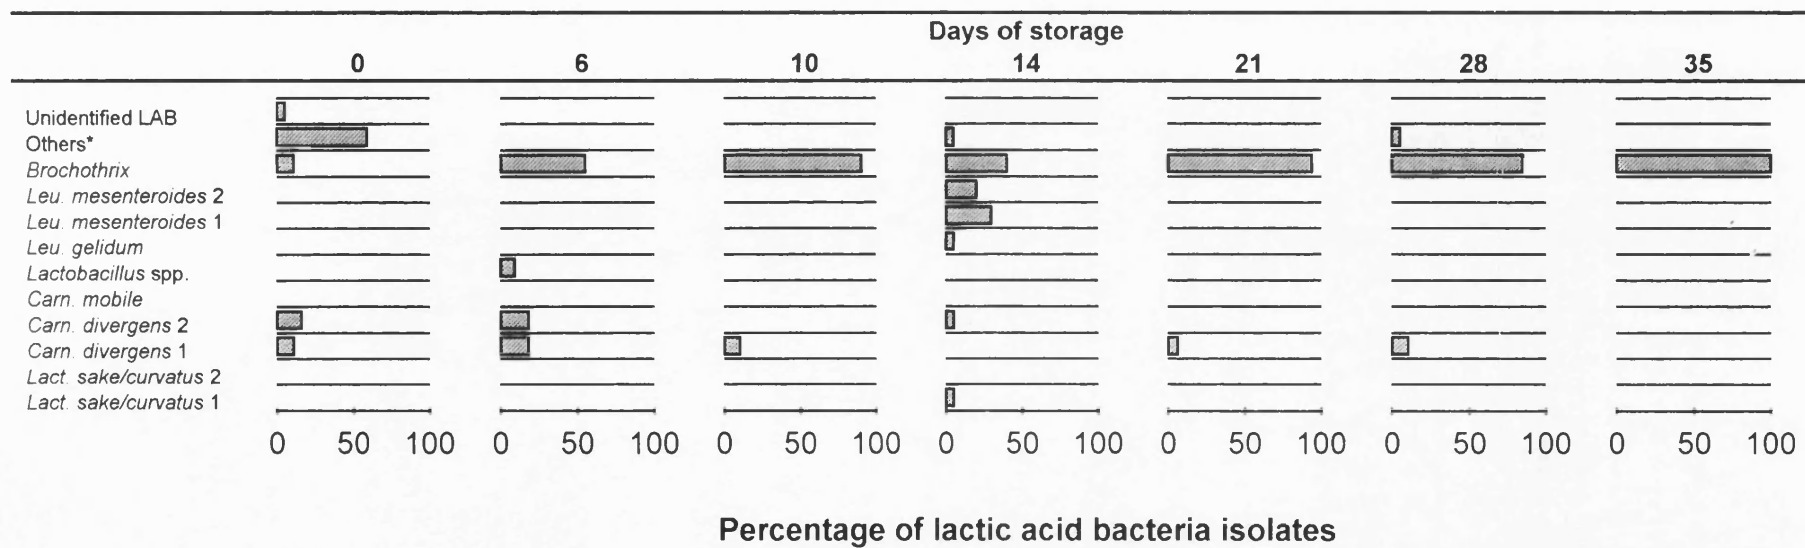 Days of storage
0 6 10 14 21 28 35
Unidentified LAB
Others*
Brochothrix
Leu. mesenteroides 2
Leu. mesenteroides 1
Leu. gelidum
Lactobacillus spp.
Carn. mobile
Carn. divergens 2
Carn. divergens 1
Lact. sake/curvatus 2
Lact. sake/curvatus 1
0 50 100 0 50 100 0 50 100 0 50 100 0 50 100 0 50 100 0 50 100
Percentage of lactic acid bacteria isolates